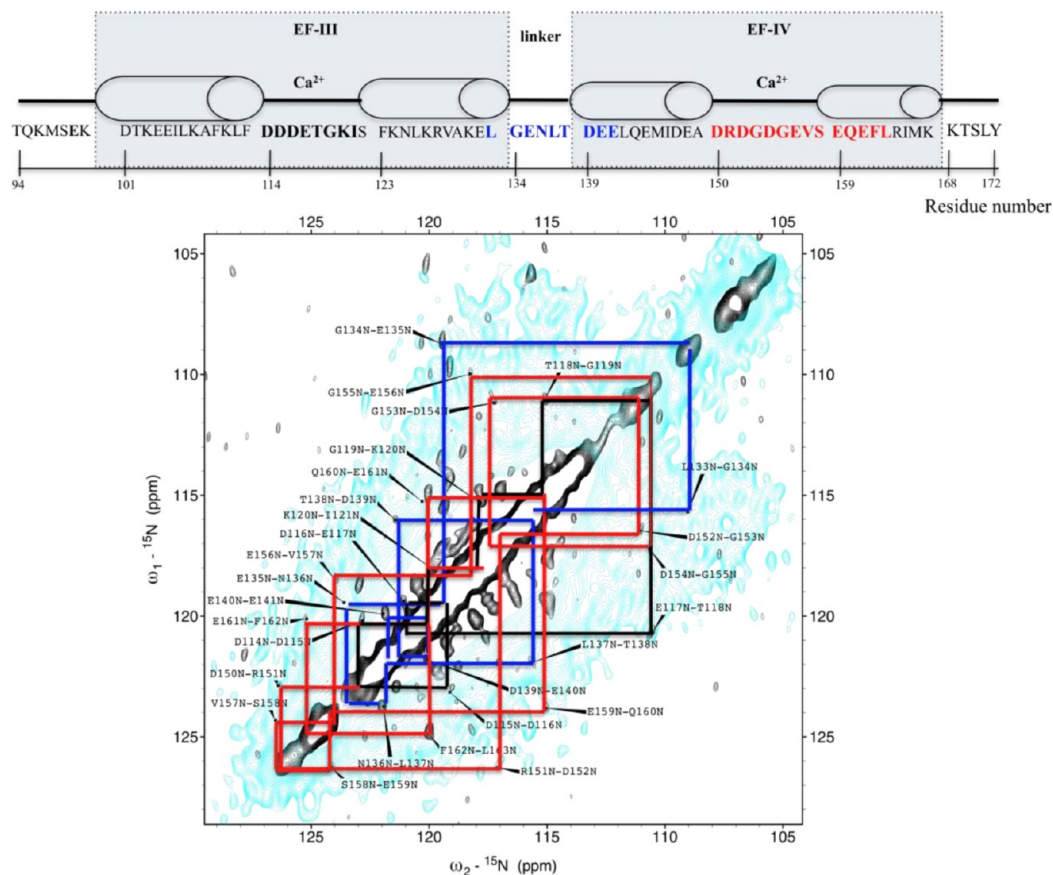 EF-III linker EF-IV
Ca²⁺ Ca²⁺
TQKMSEK DTKEEILKAFKLF DDDETGKIS FKNLKRVAKEL GENLT DEELQEMIDEA DRDGDGEVS EQEFLRIMK KTSLY
94 101 114 123 134 139 150 159 168 172
Residue number
125 120 115 110 105
105
105
G134N-E135N
T118N-G119N
110
110
G155N-E156N
G153N-D154N
G119N-K120N
L133N-G134N
Q160N-E161N
115
115
T138N-D139N
K120N-I121N
D116N-E117N
D152N-G153N
E156N-V157N
D154N-G155N
E135N-N136N
E140N-E141N
E117N-T118N
120
120
E161N-F162N
D114N-D115N
L137N-T138N
D150N-R151N
D139N-E140N
V157N-S158N
E159N-Q160N
D115N-D116N
125
125
F162N-L163N
N136N-L137N
R151N-D152N
S158N-E159N
125 120 115 110 105
ω₁ - ¹⁵N (ppm)
ω₂ - ¹⁵N (ppm)